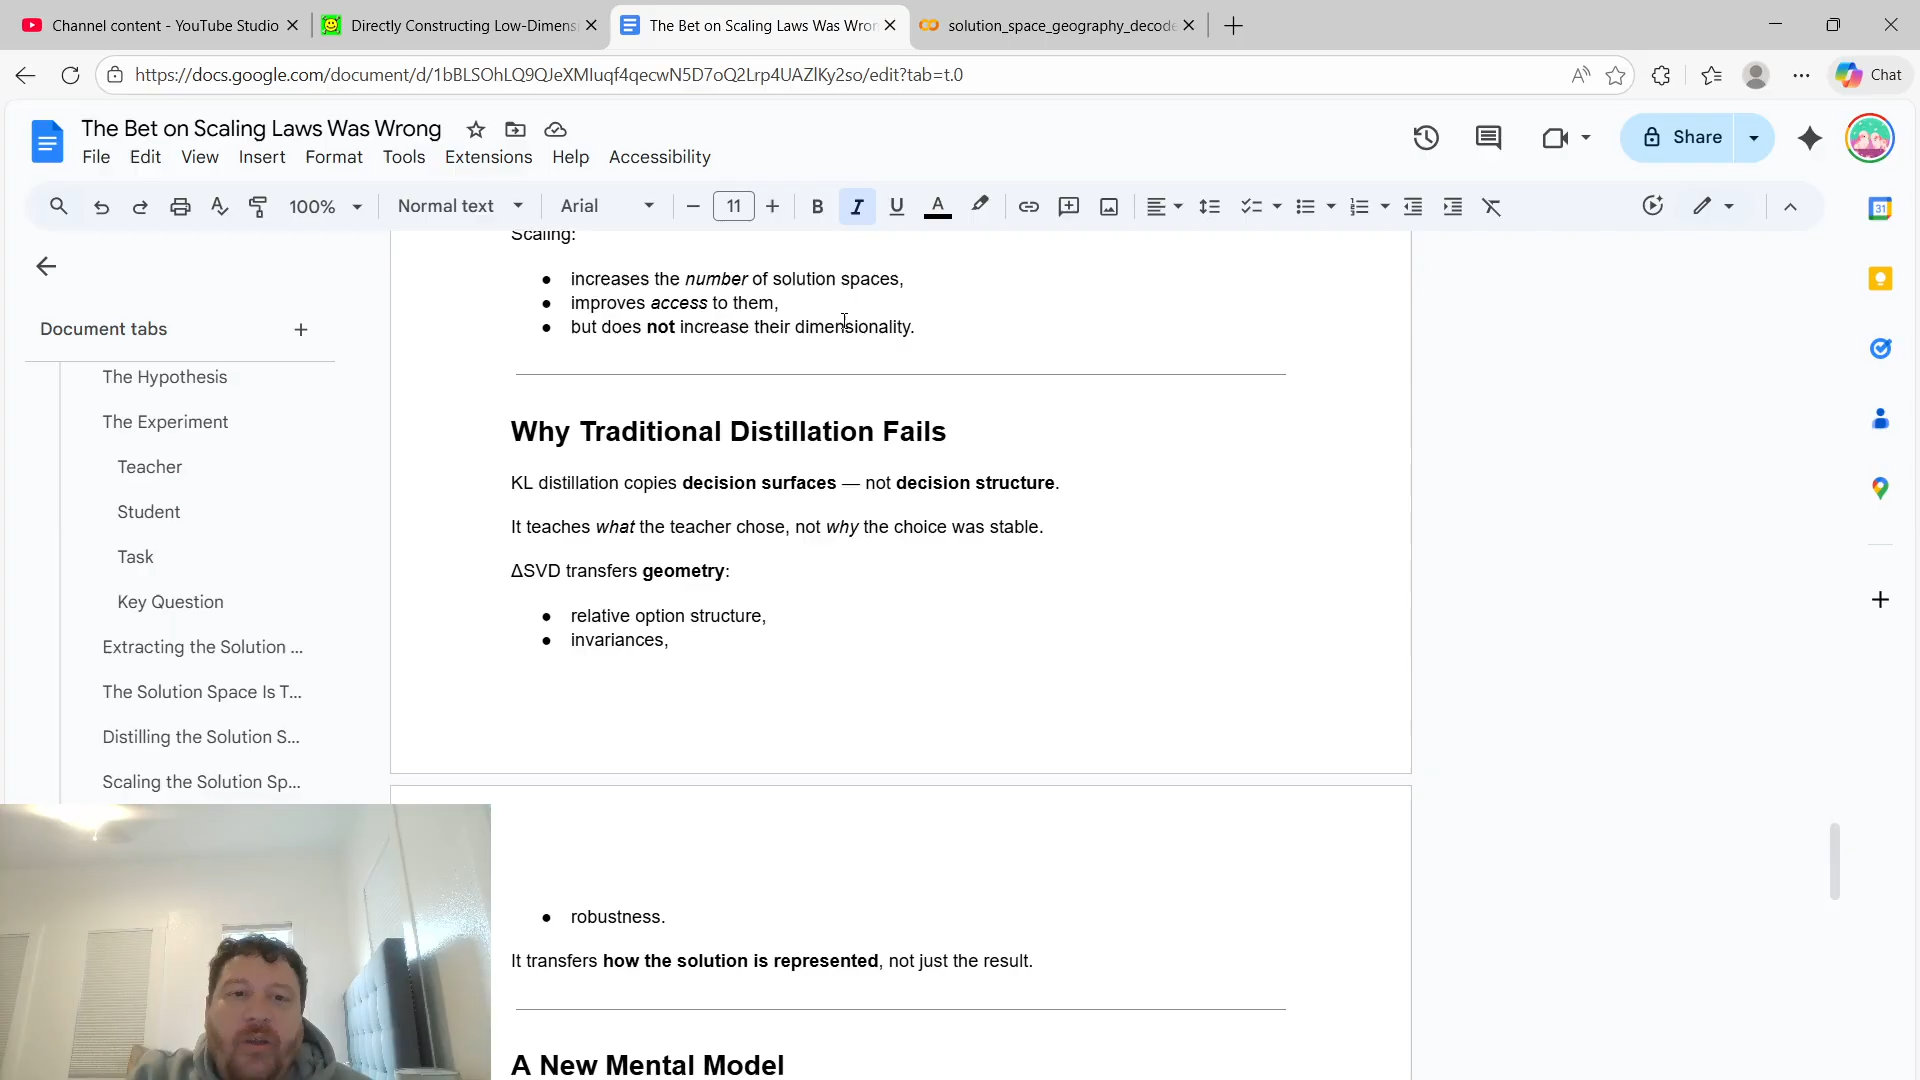 Channel content - YouTube Studio
Directly Constructing Low-Dimens
The Bet on Scaling Laws Was Wron
solution_space_geography_decode
https://docs.google.com/document/d/1bBLSOhLQ9QJeXMIuqf4qecwN5D7oQ2Lrp4UAZlKy2so/edit?tab=t.0
Chat
The Bet on Scaling Laws Was Wrong
File Edit View Insert Format Tools Extensions Help Accessibility
Share
100% Normal text Arial 11 B I U A
31
Document tabs
The Hypothesis
The Experiment
Teacher
Student
Task
Key Question
Extracting the Solution ...
The Solution Space Is T...
Distilling the Solution S...
Scaling the Solution Sp...
Scaling:
● increases the number of solution spaces,
● improves access to them,
● but does not increase their dimensionality.
Why Traditional Distillation Fails
KL distillation copies decision surfaces — not decision structure.
It teaches what the teacher chose, not why the choice was stable.
ΔSVD transfers geometry:
● relative option structure,
● invariances,
● robustness.
It transfers how the solution is represented, not just the result.
A New Mental Model